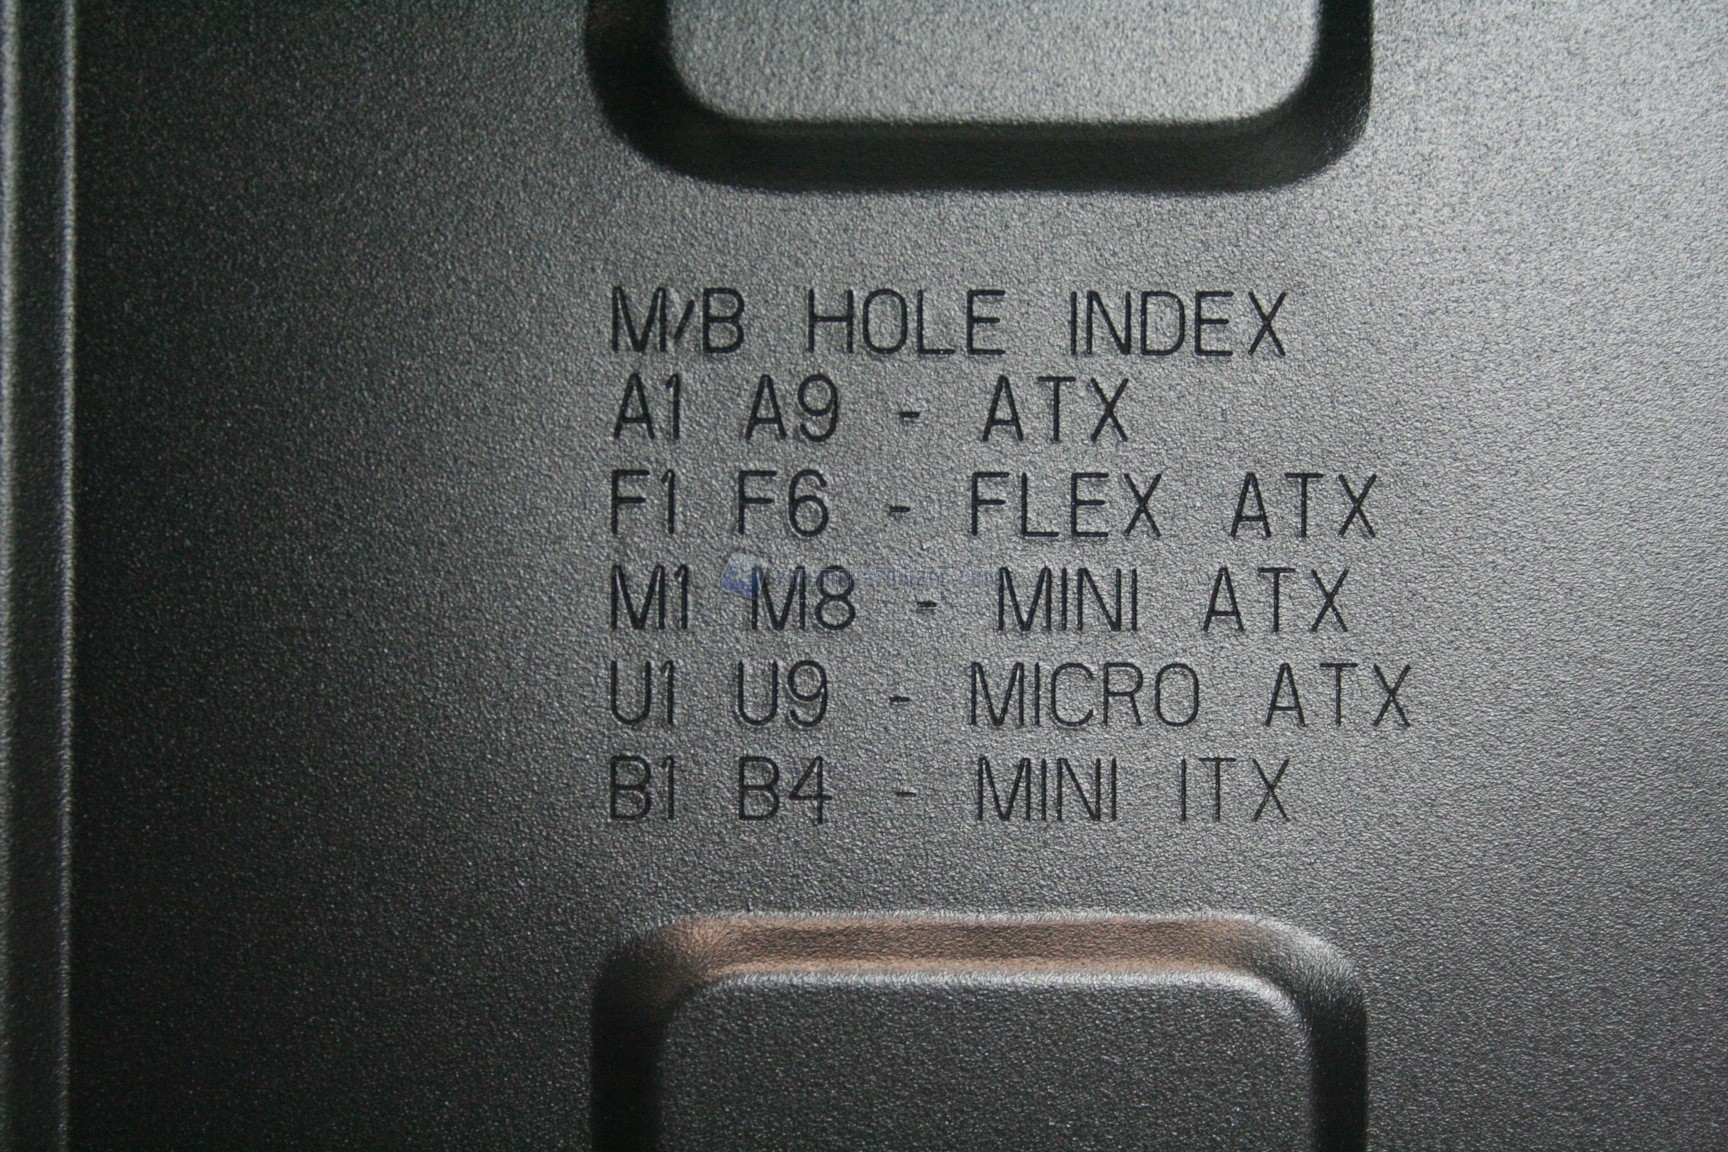 M/B HOLE INDEX
A1 A9 - ATX
F1 F6 - FLEX ATX
M1 M8 - MINI ATX
U1 U9 - MICRO ATX
B1 B4 - MINI ITX